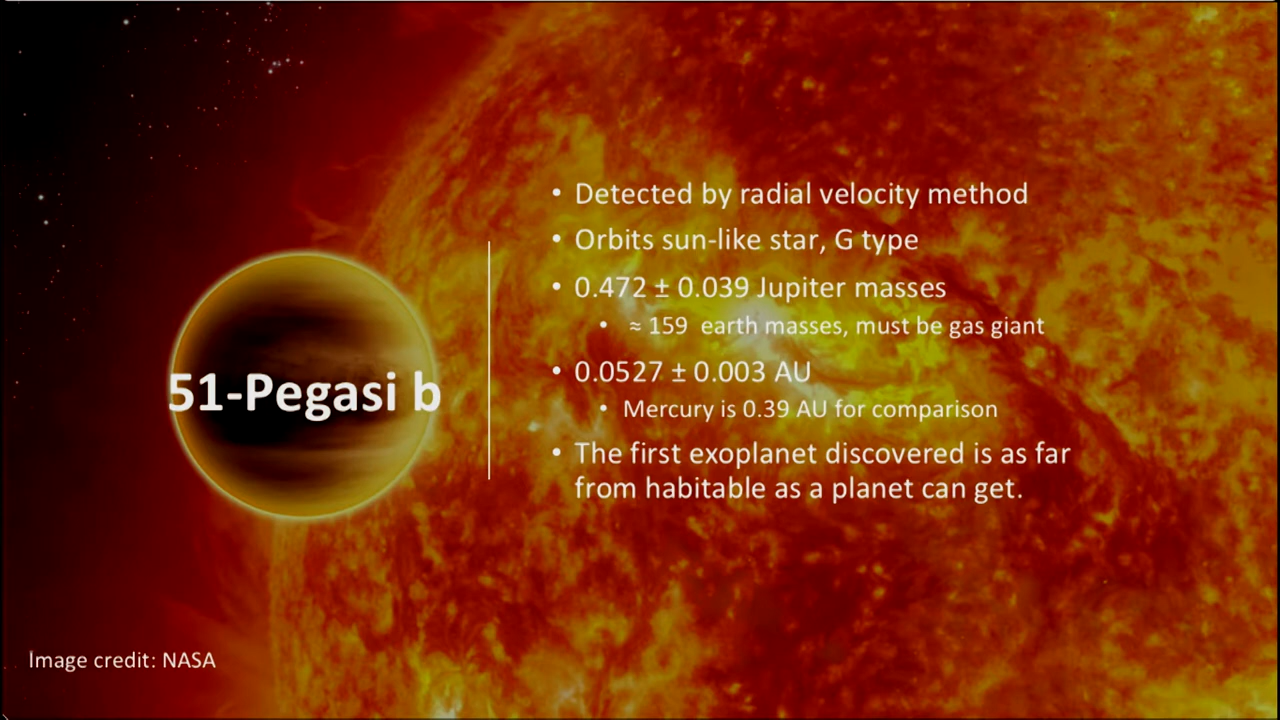 51-Pegasi b
• Detected by radial velocity method
• Orbits sun-like star, G type
• 0.472 ± 0.039 Jupiter masses
• ≈ 159 earth masses, must be gas giant
• 0.0527 ± 0.003 AU
• Mercury is 0.39 AU for comparison
• The first exoplanet discovered is as far
from habitable as a planet can get.
Image credit: NASA